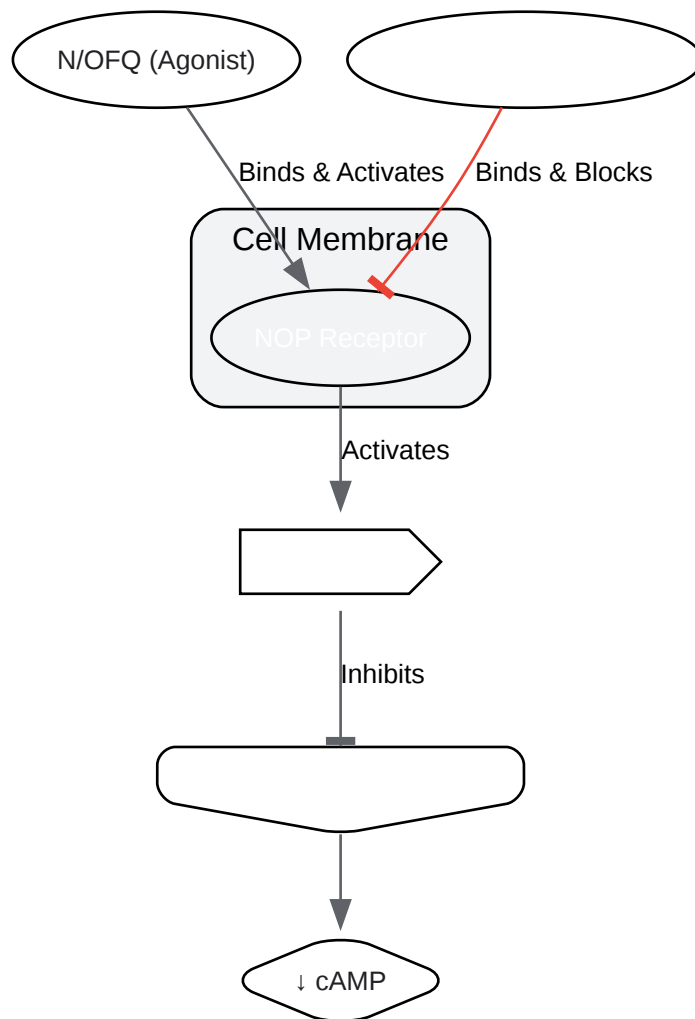 N/OFQ (Agonist)
Binds & Activates
Binds & Blocks
Cell Membrane
NOP Receptor
Activates
Inhibits
↓ cAMP